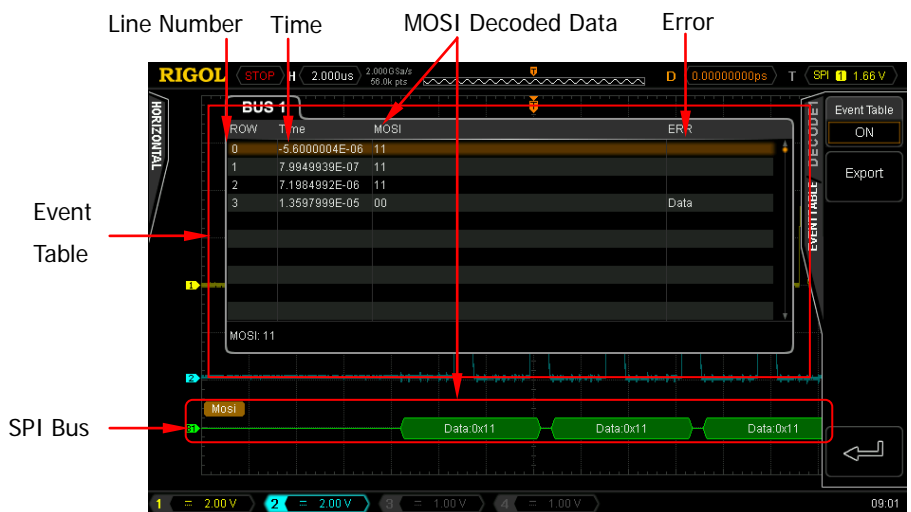 Line Number Time MOSI Decoded Data Error
RIGOL STOP H 2.000us 2.000GSa/s 56.0k pts D 0.00000000ps T SPI 1 1.66 V
HORIZONTAL
BUS 1
ROW Time MOSI ERR
0 -5.6000004E-06 11
1 7.9949939E-07 11
2 7.1984992E-06 11
3 1.3597999E-05 00 Data
MOSI: 11
DECODE1
EVENTTABLE
Event Table
ON
Export
Event
Table
1
2
Mosi
SPI Bus
B1
Data:0x11 Data:0x11 Data:0x11
1 = 2.00 V 2 = 2.00 V 3 = 1.00 V 4 = 1.00 V 09:01